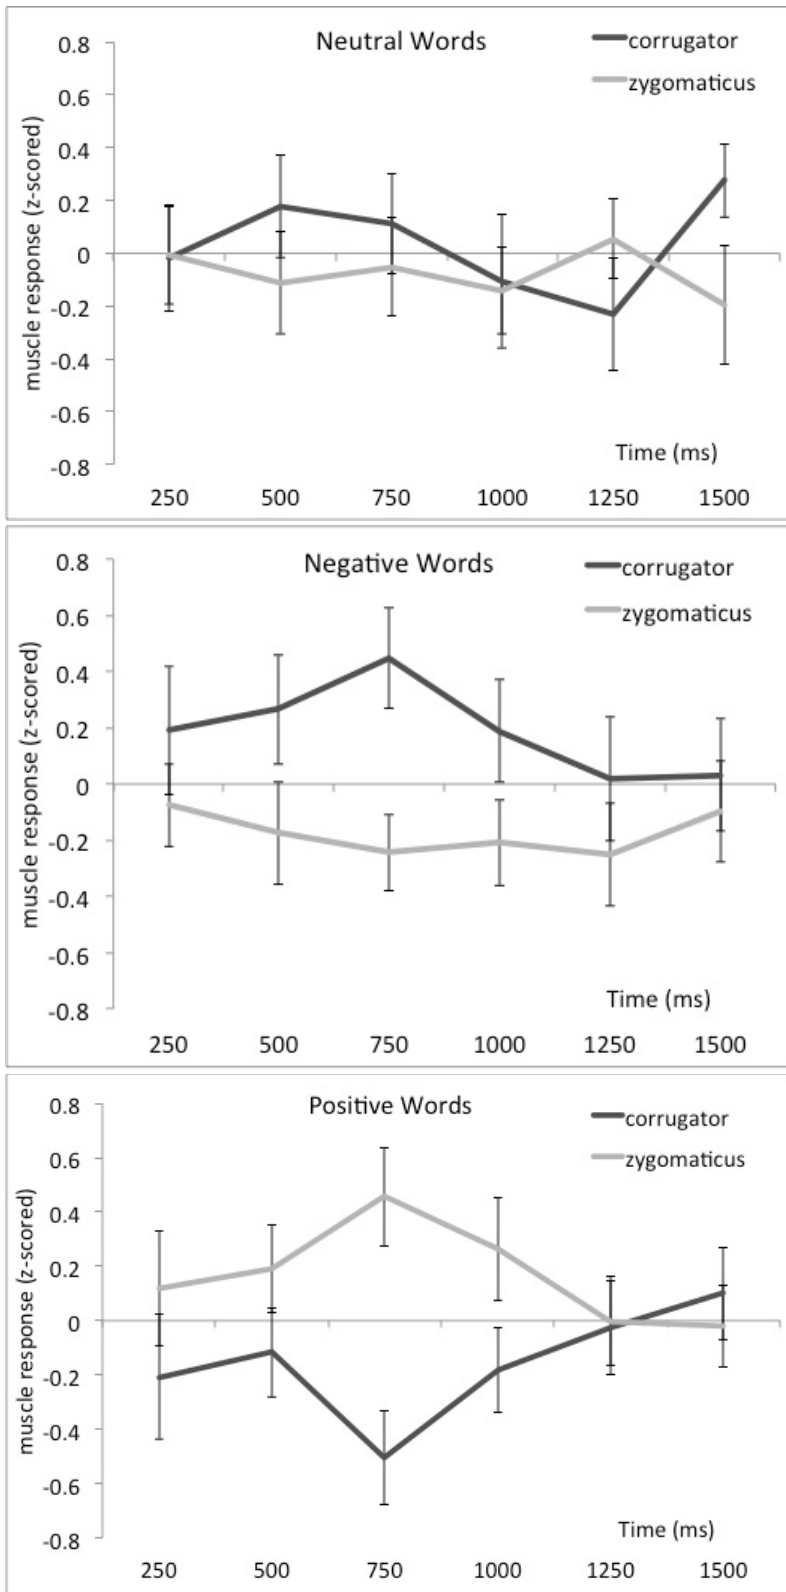 Neutral Words
corrugator
zygomaticus
muscle response (z-scored)
0.8
0.6
0.4
0.2
0
-0.2
-0.4
-0.6
-0.8
Time (ms)
250 500 750 1000 1250 1500
Negative Words
corrugator
zygomaticus
muscle response (z-scored)
0.8
0.6
0.4
0.2
0
-0.2
-0.4
-0.6
-0.8
Time (ms)
250 500 750 1000 1250 1500
Positive Words
corrugator
zygomaticus
muscle response (z-scored)
0.8
0.6
0.4
0.2
0
-0.2
-0.4
-0.6
-0.8
Time (ms)
250 500 750 1000 1250 1500